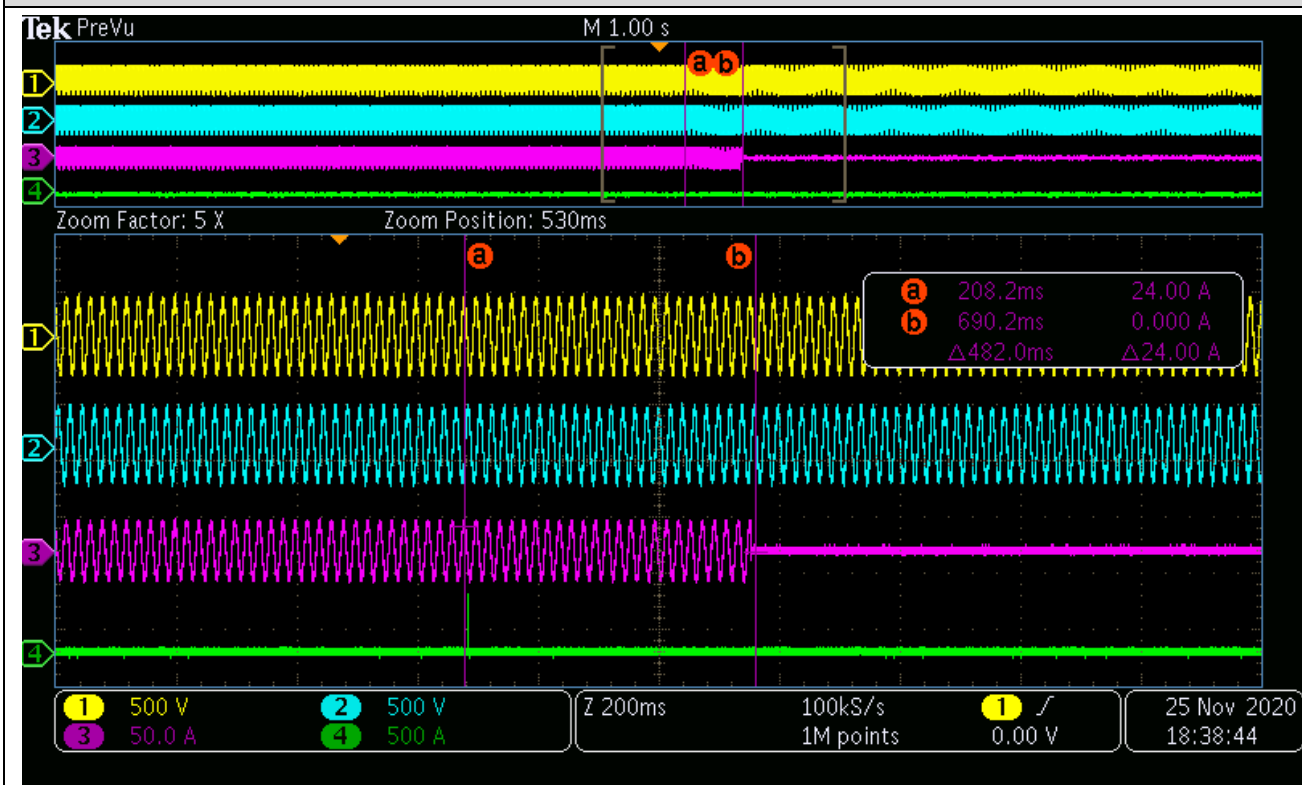 Tek PreVu M 1.00 s
a b
1
2
3
4
Zoom Factor: 5 X Zoom Position: 530ms
a b
a 208.2ms 24.00 A
b 690.2ms 0.000 A
△482.0ms △24.00 A
1
2
3
4
1 500 V 2 500 V Z 200ms 100kS/s 1 ∫ 25 Nov 2020
3 50.0 A 4 500 A 1M points 0.00 V 18:38:44